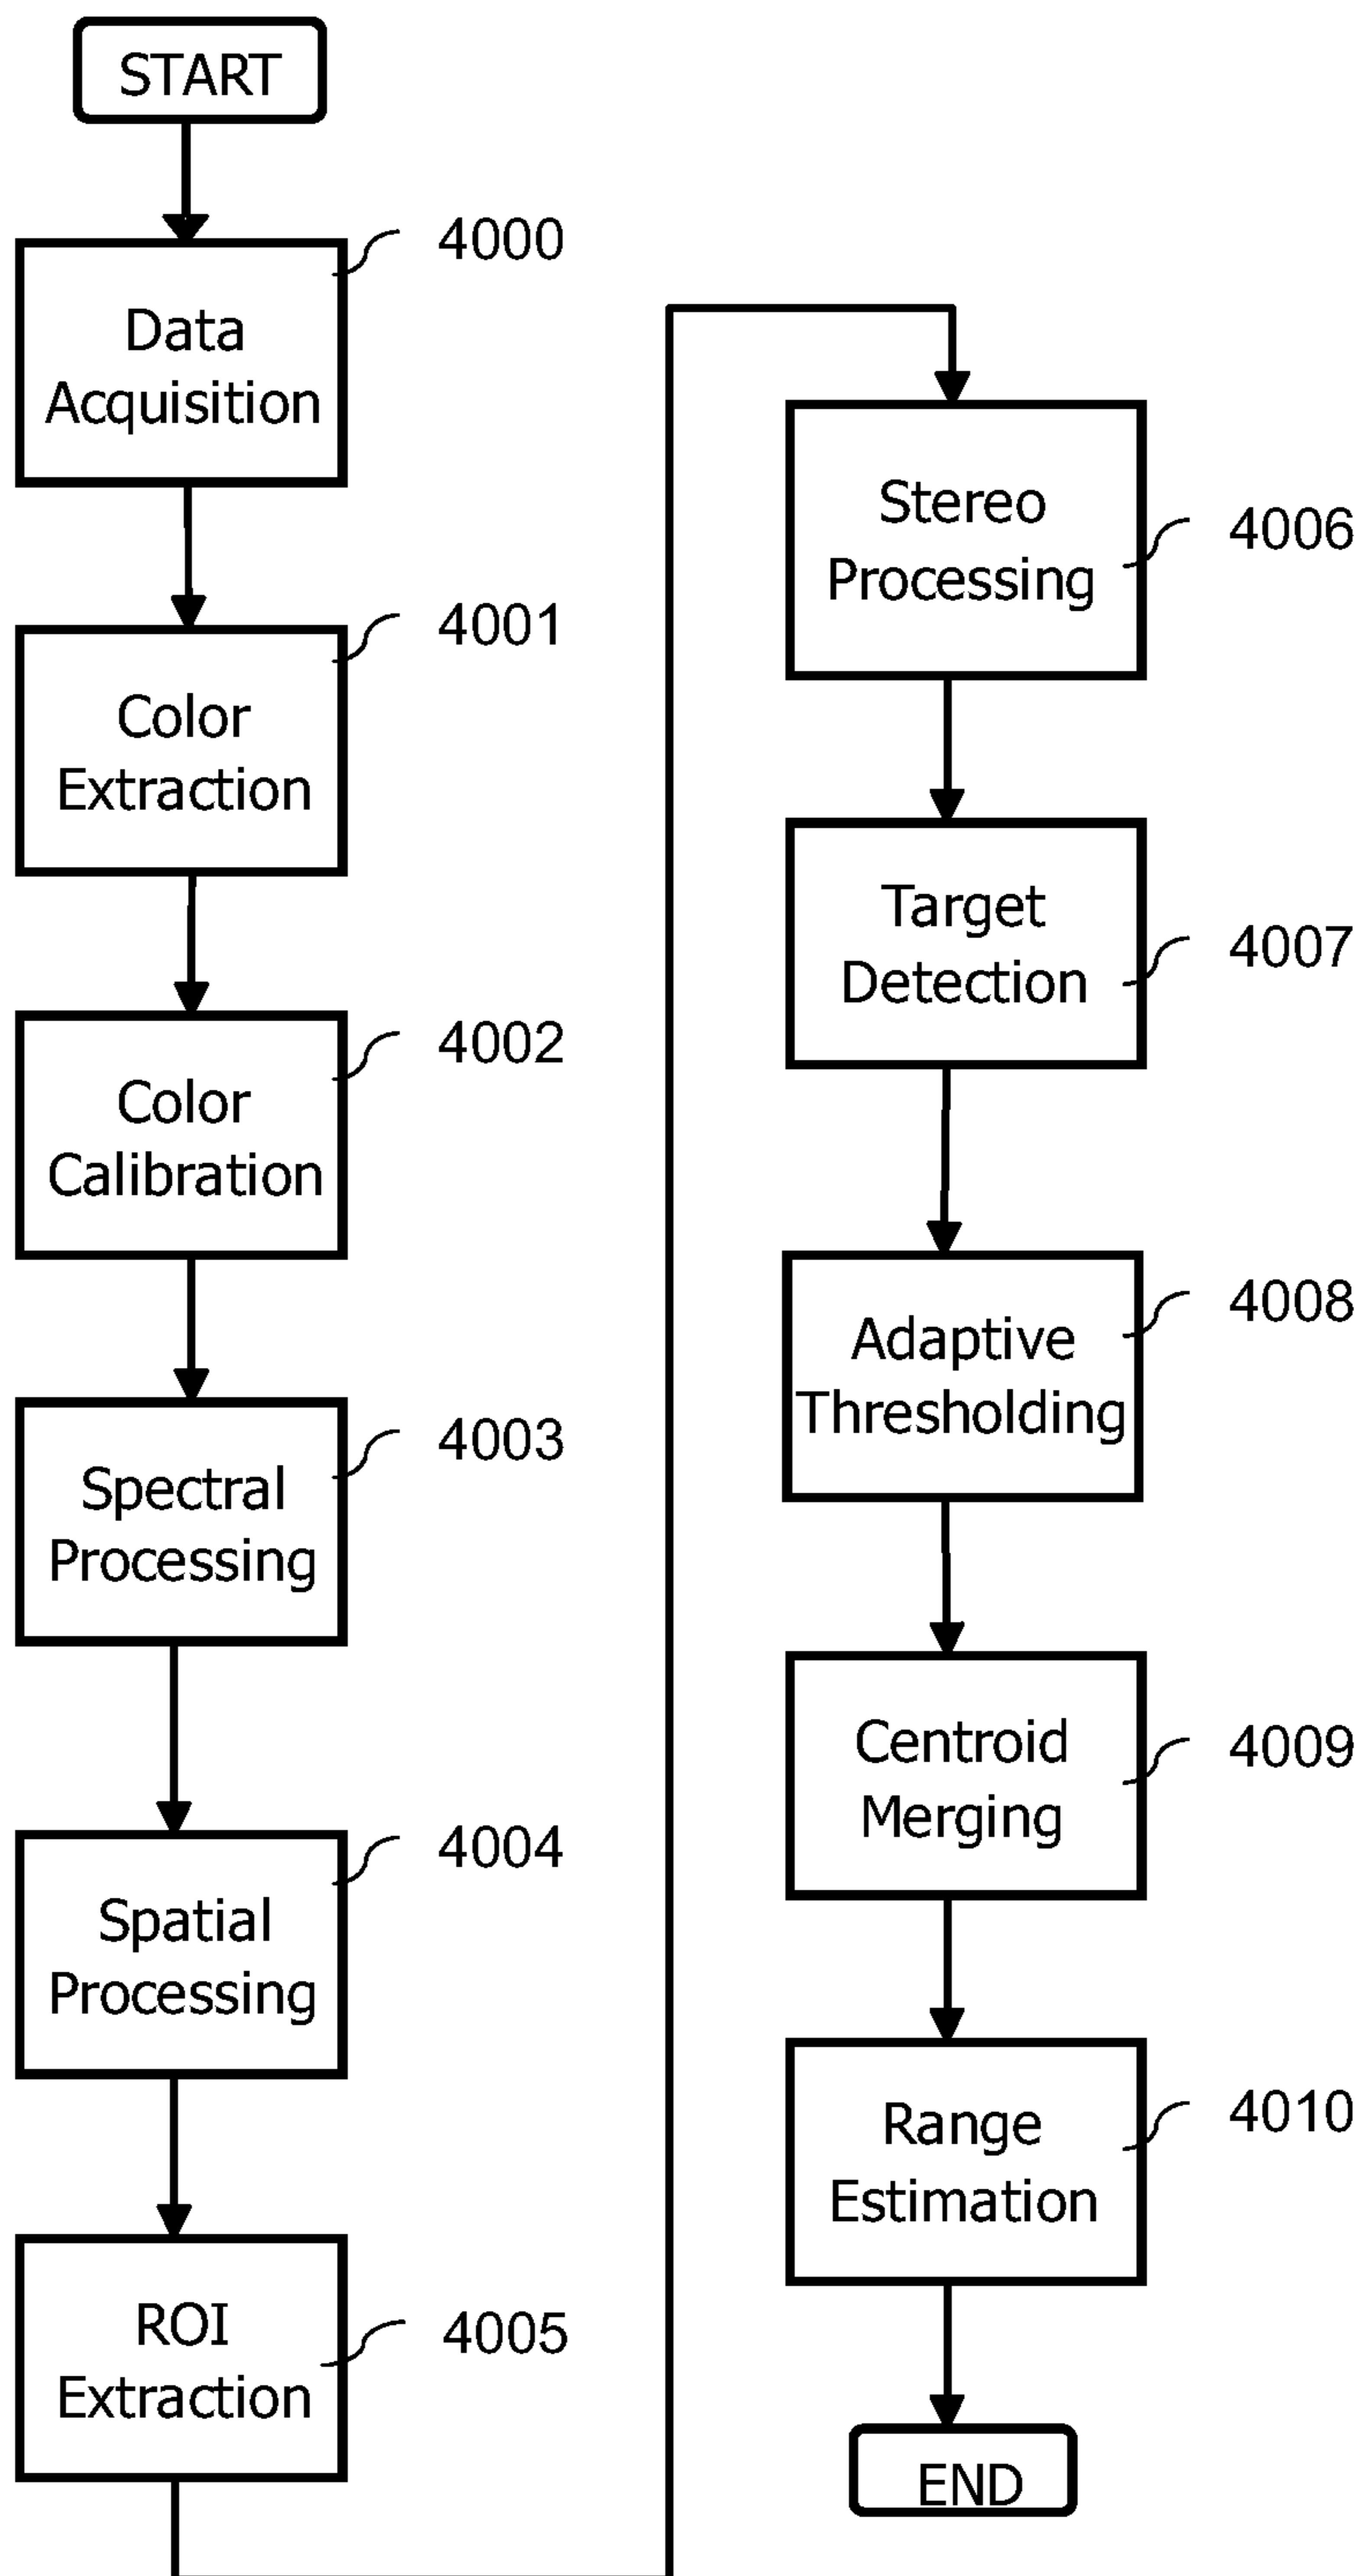 START
4000
Data
Acquisition
4001
Color
Extraction
4002
Color
Calibration
4003
Spectral
Processing
4004
Spatial
Processing
4005
ROI
Extraction
4006
Stereo
Processing
4007
Target
Detection
4008
Adaptive
Thresholding
4009
Centroid
Merging
4010
Range
Estimation
END